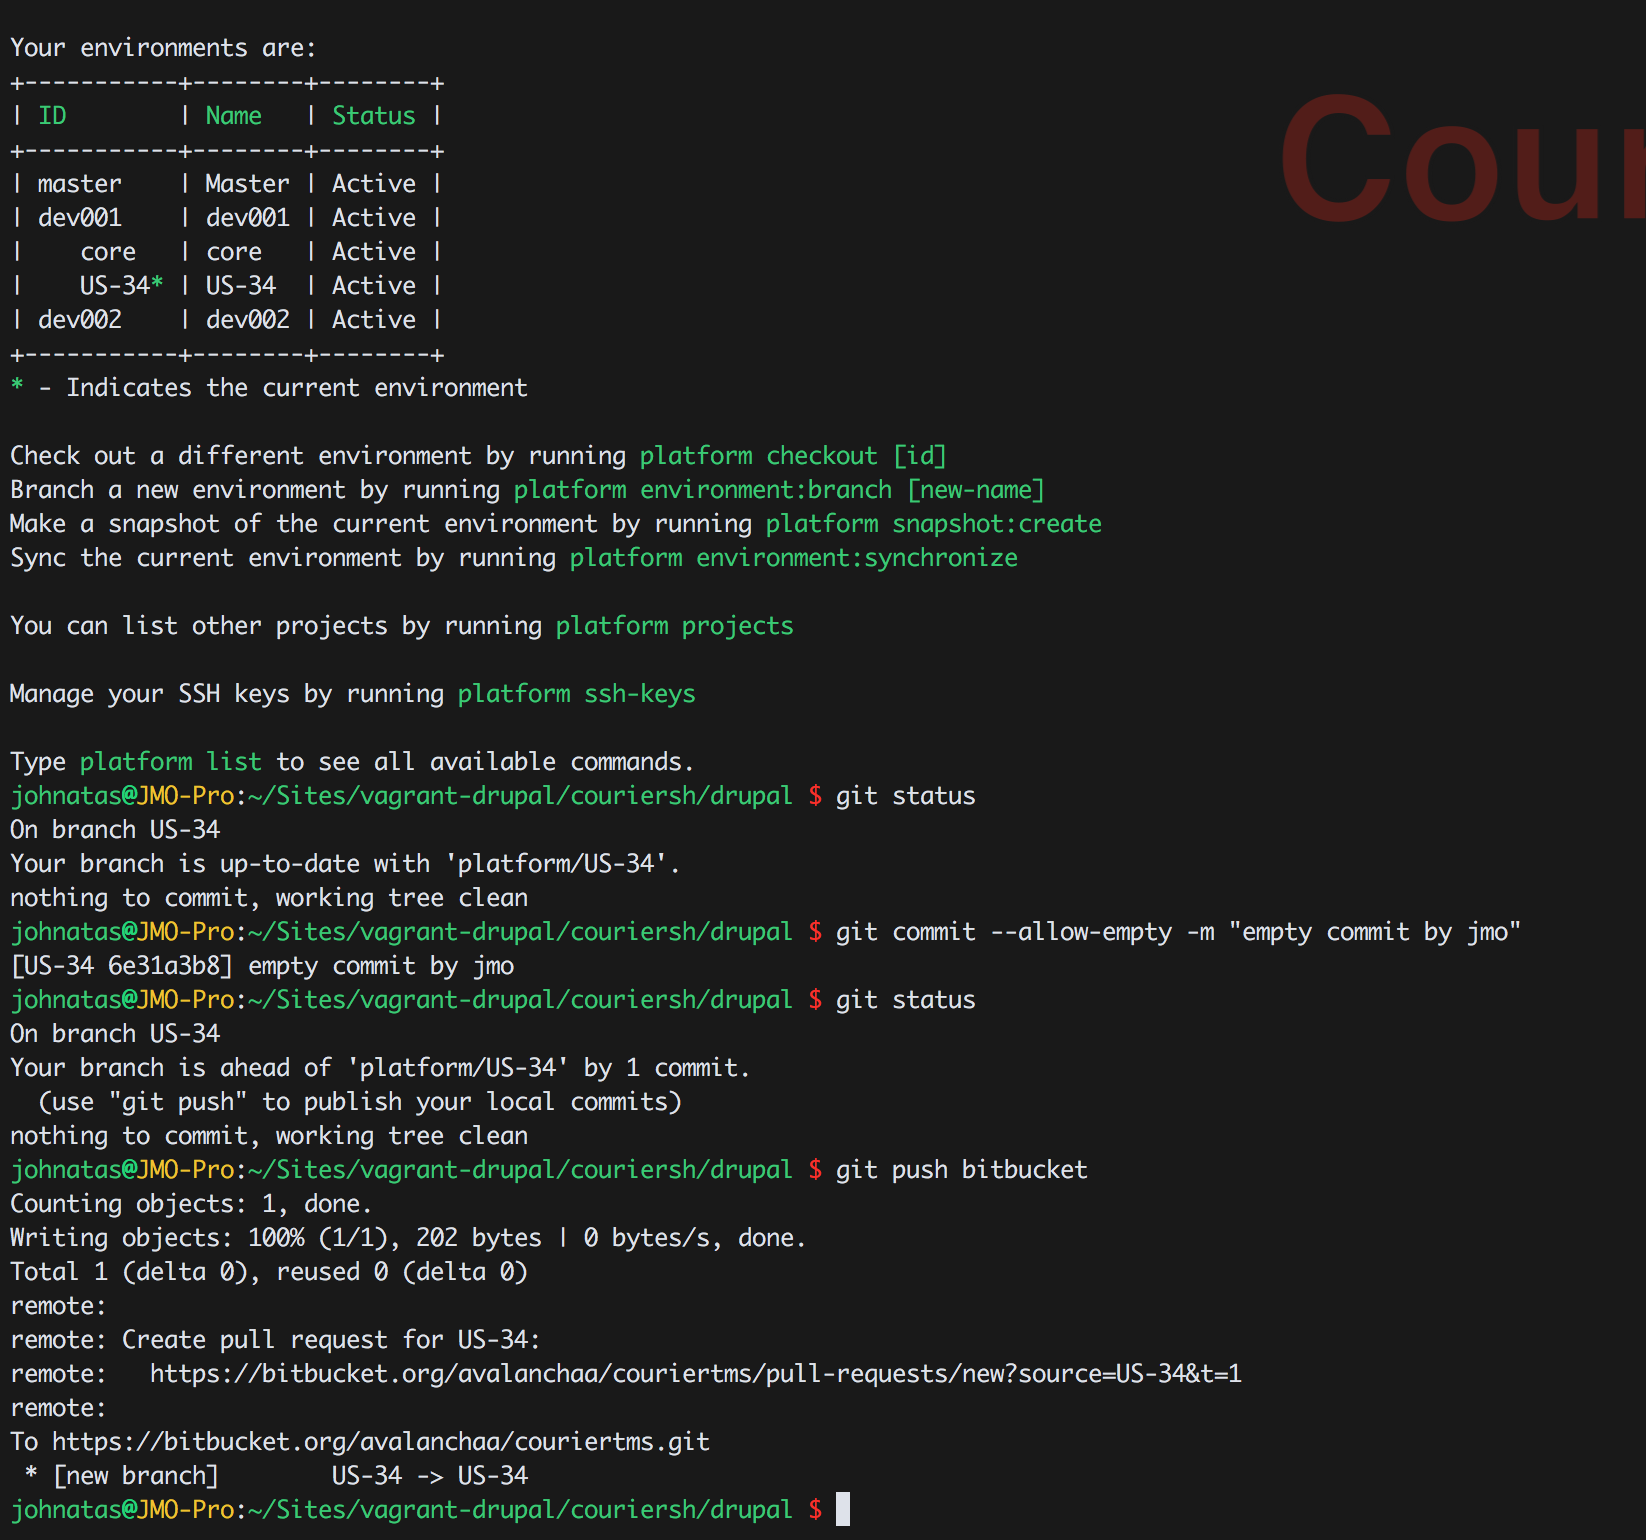 Your environments are:
+-----------+--------+--------+
| ID        | Name   | Status |
+-----------+--------+--------+
| master    | Master | Active |
| dev001    | dev001 | Active |
|    core   | core   | Active |
|    US-34* | US-34  | Active |
| dev002    | dev002 | Active |
+-----------+--------+--------+
* - Indicates the current environment

Check out a different environment by running platform checkout [id]
Branch a new environment by running platform environment:branch [new-name]
Make a snapshot of the current environment by running platform snapshot:create
Sync the current environment by running platform environment:synchronize

You can list other projects by running platform projects

Manage your SSH keys by running platform ssh-keys

Type platform list to see all available commands.
johnatas@JMO-Pro:~/Sites/vagrant-drupal/couriersh/drupal $ git status
On branch US-34
Your branch is up-to-date with 'platform/US-34'.
nothing to commit, working tree clean
johnatas@JMO-Pro:~/Sites/vagrant-drupal/couriersh/drupal $ git commit --allow-empty -m "empty commit by jmo"
[US-34 6e31a3b8] empty commit by jmo
johnatas@JMO-Pro:~/Sites/vagrant-drupal/couriersh/drupal $ git status
On branch US-34
Your branch is ahead of 'platform/US-34' by 1 commit.
  (use "git push" to publish your local commits)
nothing to commit, working tree clean
johnatas@JMO-Pro:~/Sites/vagrant-drupal/couriersh/drupal $ git push bitbucket
Counting objects: 1, done.
Writing objects: 100% (1/1), 202 bytes | 0 bytes/s, done.
Total 1 (delta 0), reused 0 (delta 0)
remote:
remote: Create pull request for US-34:
remote:   https://bitbucket.org/avalanchaa/couriertms/pull-requests/new?source=US-34&t=1
remote:
To https://bitbucket.org/avalanchaa/couriertms.git
 * [new branch]        US-34 -> US-34
johnatas@JMO-Pro:~/Sites/vagrant-drupal/couriersh/drupal $